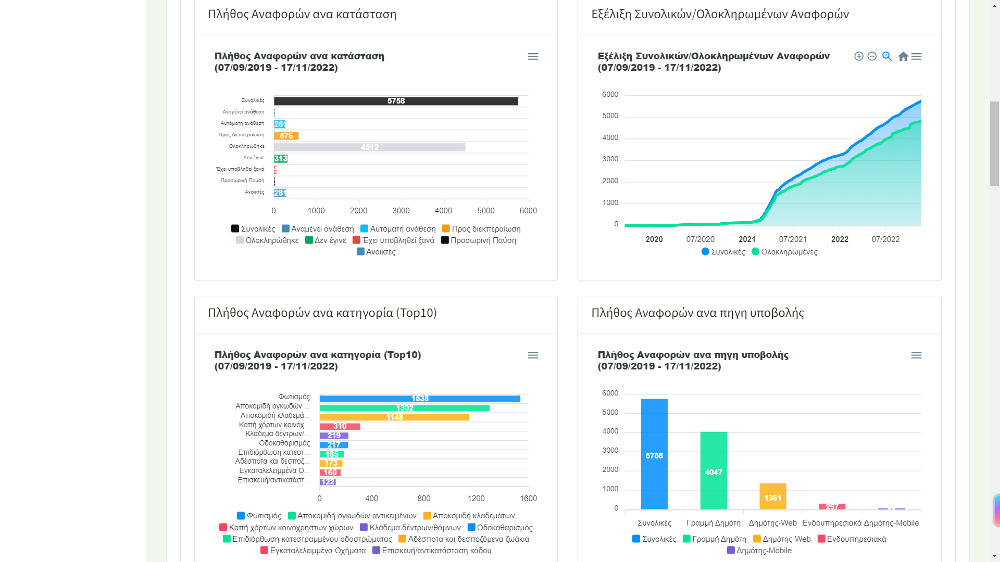 Πλήθος Αναφορών ανα κατάσταση
Πλήθος Αναφορών ανα κατάσταση
(07/09/2019 - 17/11/2022)
Συνολικές
Αναμένει ανάθεση
Αυτόματη ανάθεση
Προς διεκπεραίωση
Ολοκληρώθηκε
Δεν έγινε
Έχει υποβληθεί ξανά
Προσωρινή Παύση
Ανοικτές
5758
261
576
4512
313
281
0 1000 2000 3000 4000 5000 6000
Συνολικές Αναμένει ανάθεση Αυτόματη ανάθεση Προς διεκπεραίωση
Ολοκληρώθηκε Δεν έγινε Έχει υποβληθεί ξανά Προσωρινή Παύση
Ανοικτές
Εξέλιξη Συνολικών/Ολοκληρωμένων Αναφορών
Εξέλιξη Συνολικών/Ολοκληρωμένων Αναφορών
(07/09/2019 - 17/11/2022)
6000
5000
4000
3000
2000
1000
0
2020 07/2020 2021 07/2021 2022 07/2022
Συνολικές Ολοκληρωμένες
Πλήθος Αναφορών ανα κατηγορία (Top10)
Πλήθος Αναφορών ανα κατηγορία (Top10)
(07/09/2019 - 17/11/2022)
Φωτισμός 1538
Αποκομιδή ογκωδών ... 1302
Αποκομιδή κλαδεμά... 1148
Κοπή χόρτων κοινόχ... 310
Κλάδεμα δέντρων/... 219
Οδοκαθαρισμός 217
Επιδιόρθωση κατεστ... 185
Αδέσποτα και δεσποζ... 173
Εγκαταλελειμμένα Ο... 160
Επισκευή/αντικατάστ... 122
0 400 800 1200 1600
Φωτισμός Αποκομιδή ογκωδών αντικειμένων Αποκομιδή κλαδεμάτων
Κοπή χόρτων κοινόχρηστων χώρων Κλάδεμα δέντρων/θάμνων Οδοκαθαρισμός
Επιδιόρθωση κατεστραμμένου οδοστρώματος Αδέσποτα και δεσποζόμενα ζωάκια
Εγκαταλελειμμένα Οχήματα Επισκευή/αντικατάσταση κάδου
Πλήθος Αναφορών ανα πηγη υποβολής
Πλήθος Αναφορών ανα πηγη υποβολής
(07/09/2019 - 17/11/2022)
6000
5000
4000
3000
2000
1000
0
5758
4047
1361
297
Συνολικές Γραμμή Δημότη Δημότης-Web Ενδουπηρεσιακά Δημότης-Mobile
Συνολικές Γραμμή Δημότη Δημότης-Web Ενδουπηρεσιακά
Δημότης-Mobile